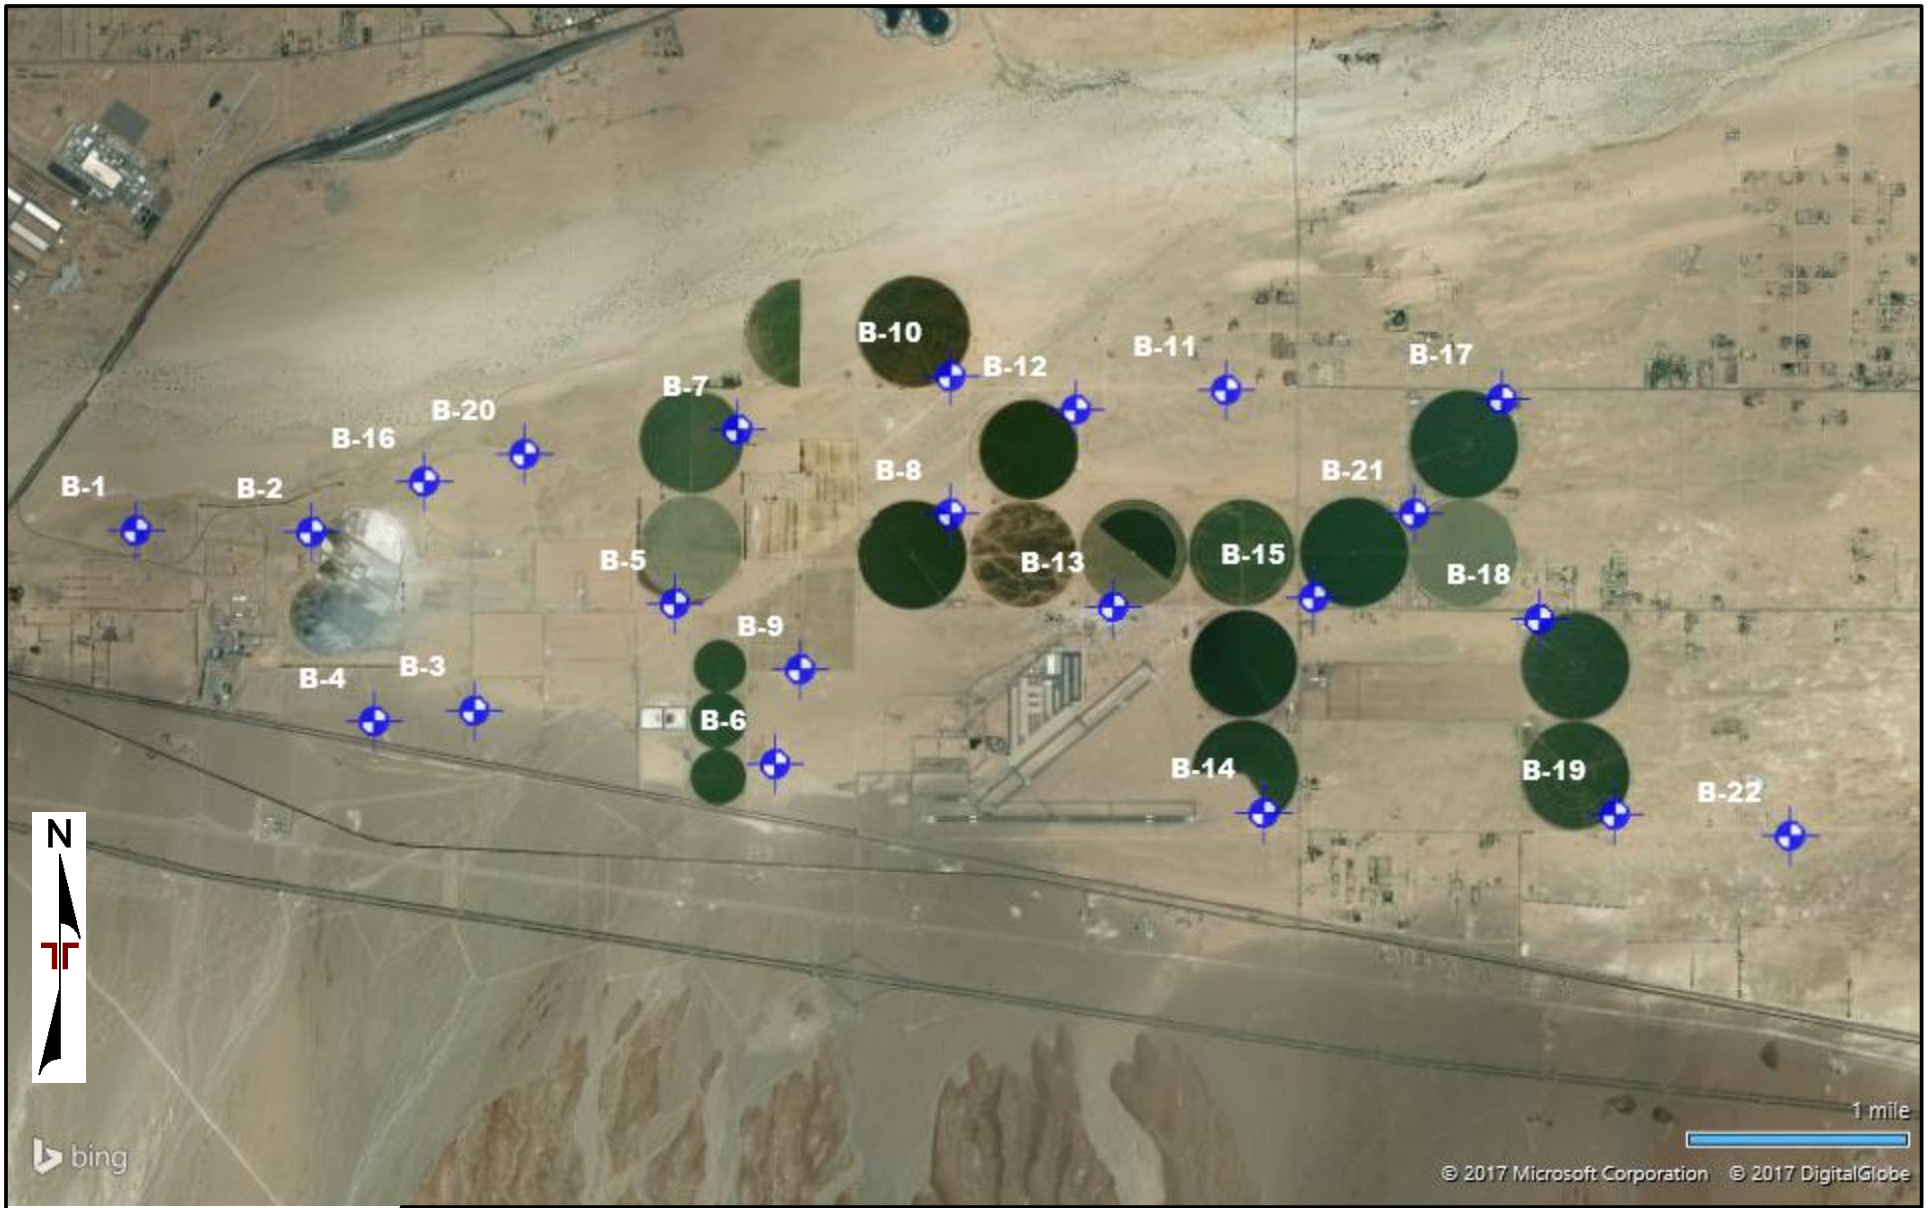 B-10
B-11
B-17
B-12
B-7
B-20
B-16
B-8
B-21
B-1
B-2
B-5
B-13
B-15
B-18
B-9
B-4
B-3
B-6
B-14
B-19
B-22
N
1 mile
bing
© 2017 Microsoft Corporation © 2017 DigitalGlobe